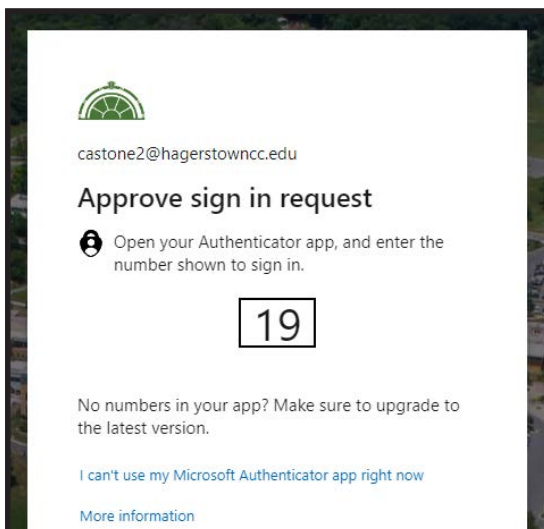 castone2@hagerstowncc.edu
Approve sign in request
Open your Authenticator app, and enter the
number shown to sign in.
19
No numbers in your app? Make sure to upgrade to
the latest version.
I can't use my Microsoft Authenticator app right now
More information